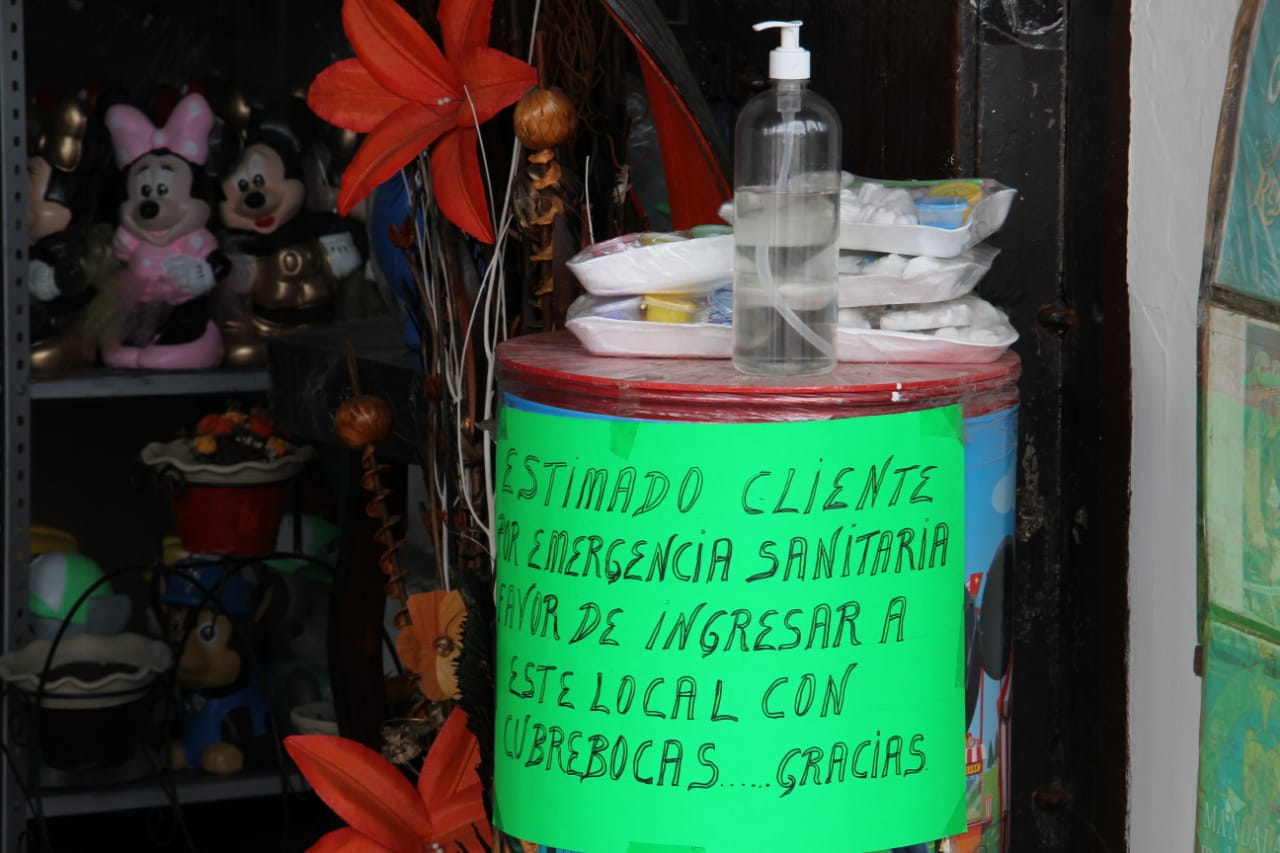 ESTIMADO CLIENTE
POR EMERGENCIA SANITARIA
FAVOR DE INGRESAR A
ESTE LOCAL CON
CUBREBOCAS......GRACIAS.